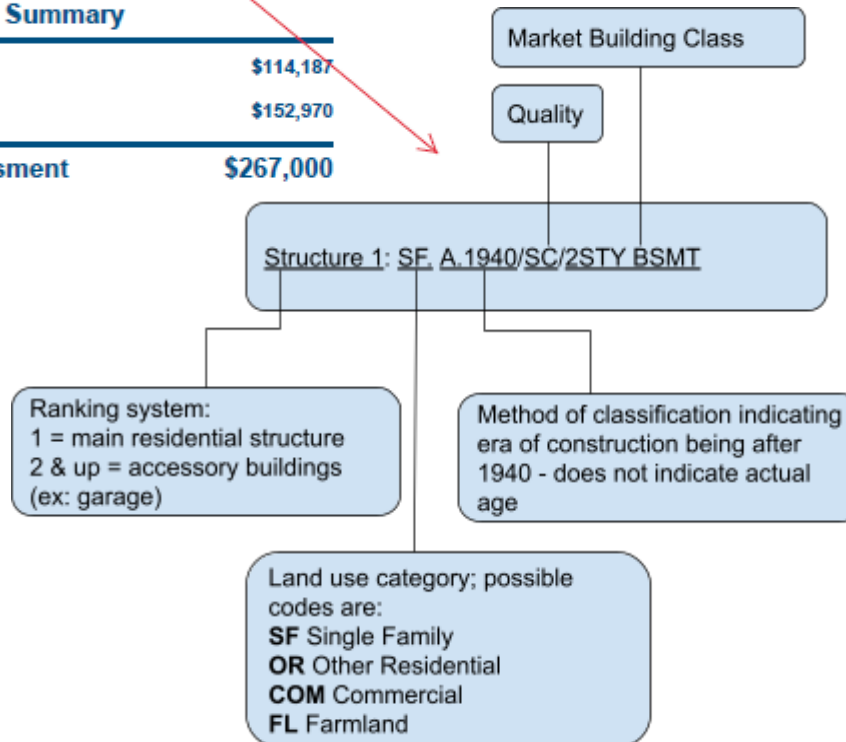 Summary
$114,187
$152,970
sment $267,000
Market Building Class
Quality
Structure 1: SF. A.1940/SC/2STY BSMT
Ranking system:
1 = main residential structure
2 & up = accessory buildings
(ex: garage)
Method of classification indicating
era of construction being after
1940 - does not indicate actual
age
Land use category; possible
codes are:
SF Single Family
OR Other Residential
COM Commercial
FL Farmland